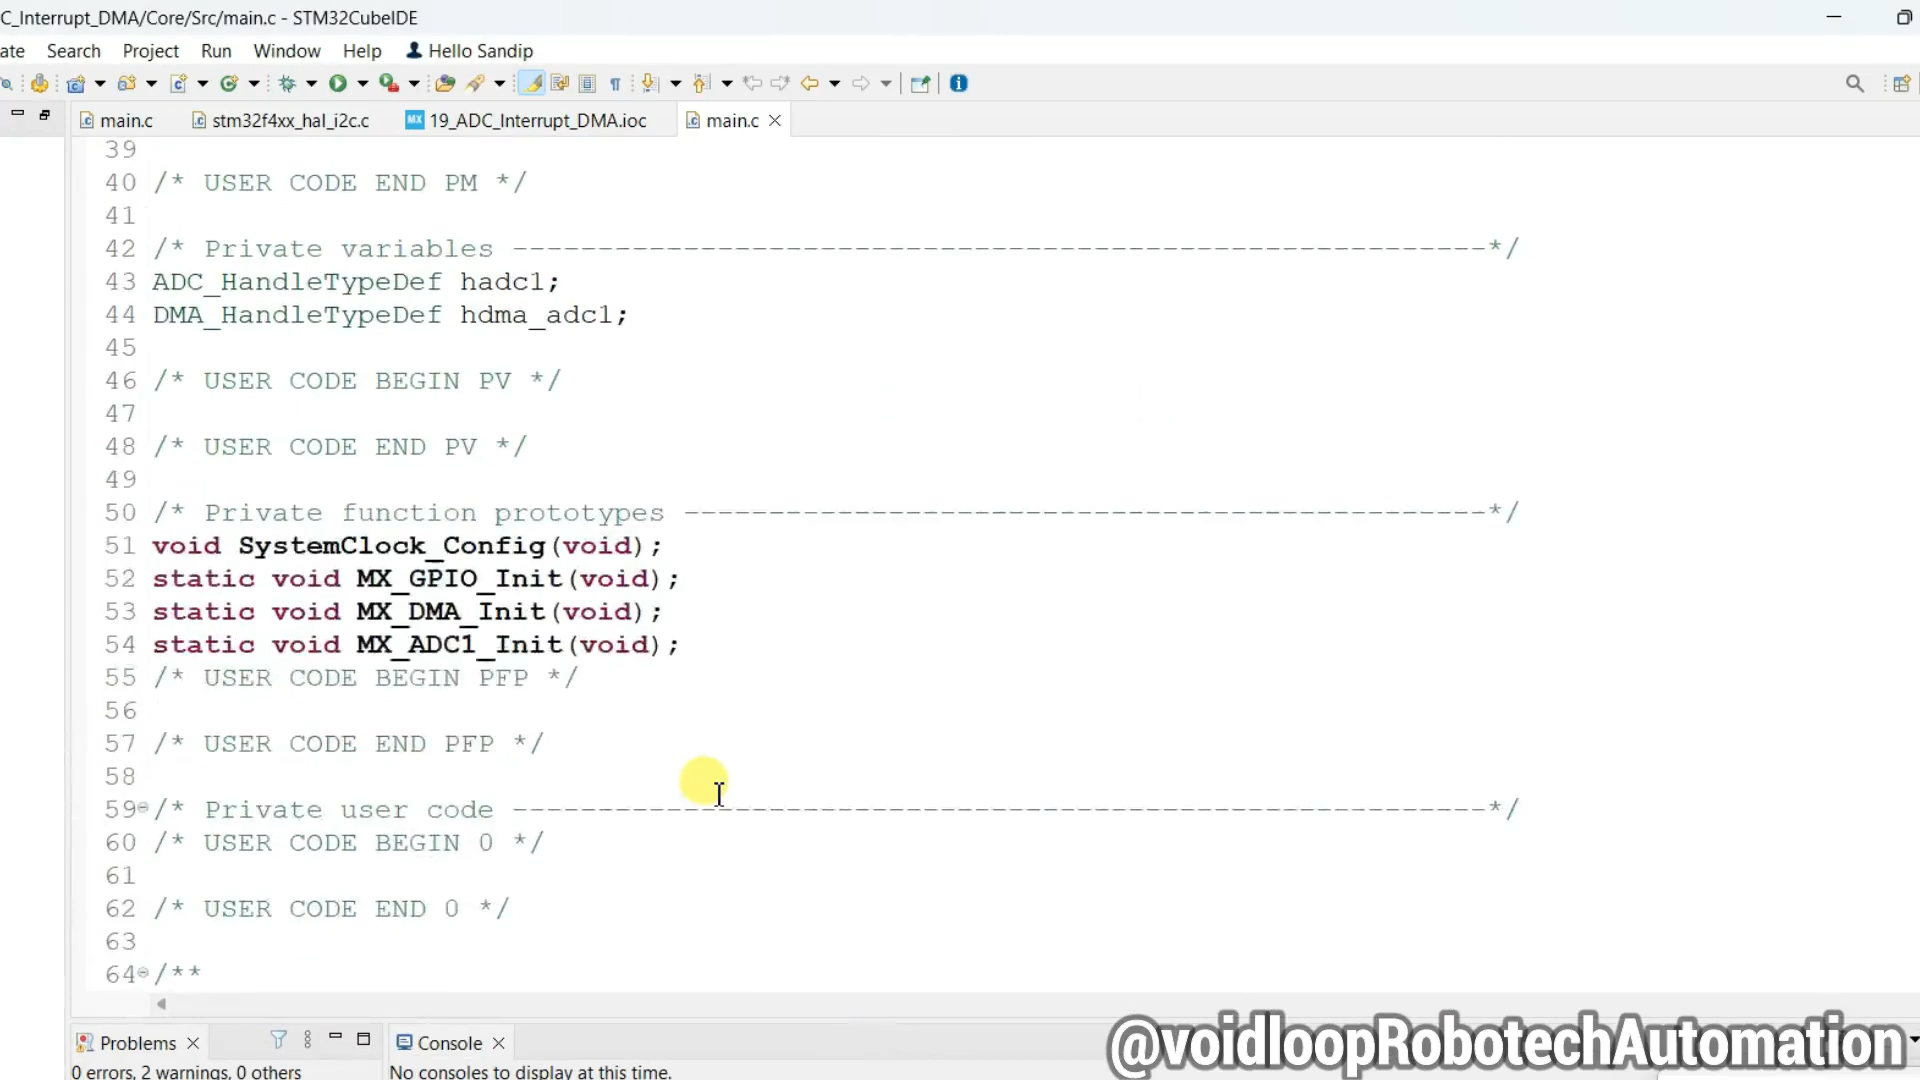 C_Interrupt_DMA/Core/Src/main.c - STM32CubeIDE
ate Search Project Run Window Help Hello Sandip
main.c stm32f4xx_hal_i2c.c MX 19_ADC_Interrupt_DMA.ioc main.c
39
40 /* USER CODE END PM */
41
42 /* Private variables ---------------------------------------------------------*/
43 ADC_HandleTypeDef hadc1;
44 DMA_HandleTypeDef hdma_adc1;
45
46 /* USER CODE BEGIN PV */
47
48 /* USER CODE END PV */
49
50 /* Private function prototypes -----------------------------------------------*/
51 void SystemClock_Config(void);
52 static void MX_GPIO_Init(void);
53 static void MX_DMA_Init(void);
54 static void MX_ADC1_Init(void);
55 /* USER CODE BEGIN PFP */
56
57 /* USER CODE END PFP */
58
59 /* Private user code ---------------------------------------------------------*/
60 /* USER CODE BEGIN 0 */
61
62 /* USER CODE END 0 */
63
64 /**
Problems Console
0 errors, 2 warnings, 0 others No consoles to display at this time.
@voidloopRobotechAutomation